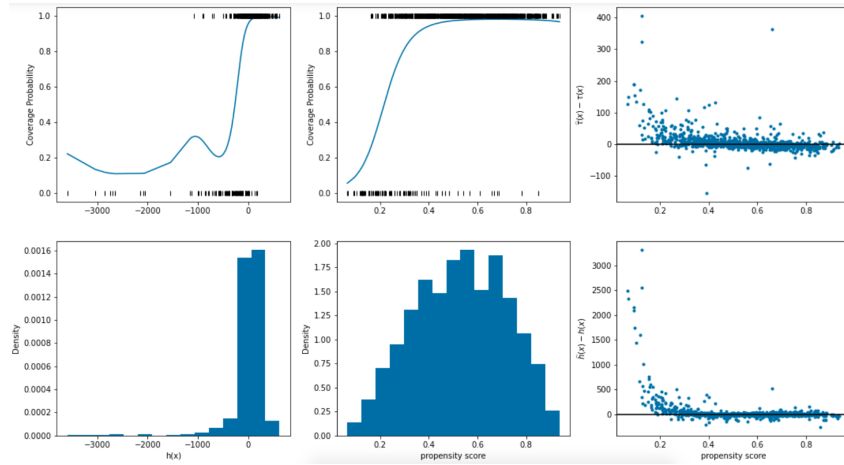 Coverage Probability
1.0
0.8
0.6
0.4
0.2
0.0
−3000 −2000 −1000 0
Coverage Probability
1.0
0.8
0.6
0.4
0.2
0.0
0.2 0.4 0.6 0.8
τ̂(x) − τ(x)
400
300
200
100
0
−100
0.2 0.4 0.6 0.8
Density
0.0016
0.0014
0.0012
0.0010
0.0008
0.0006
0.0004
0.0002
0.0000
−3000 −2000 −1000 0
h(x)
Density
2.00
1.75
1.50
1.25
1.00
0.75
0.50
0.25
0.00
0.2 0.4 0.6 0.8
propensity score
ĥ(x) − h(x)
3000
2500
2000
1500
1000
500
0
0.2 0.4 0.6 0.8
propensity score